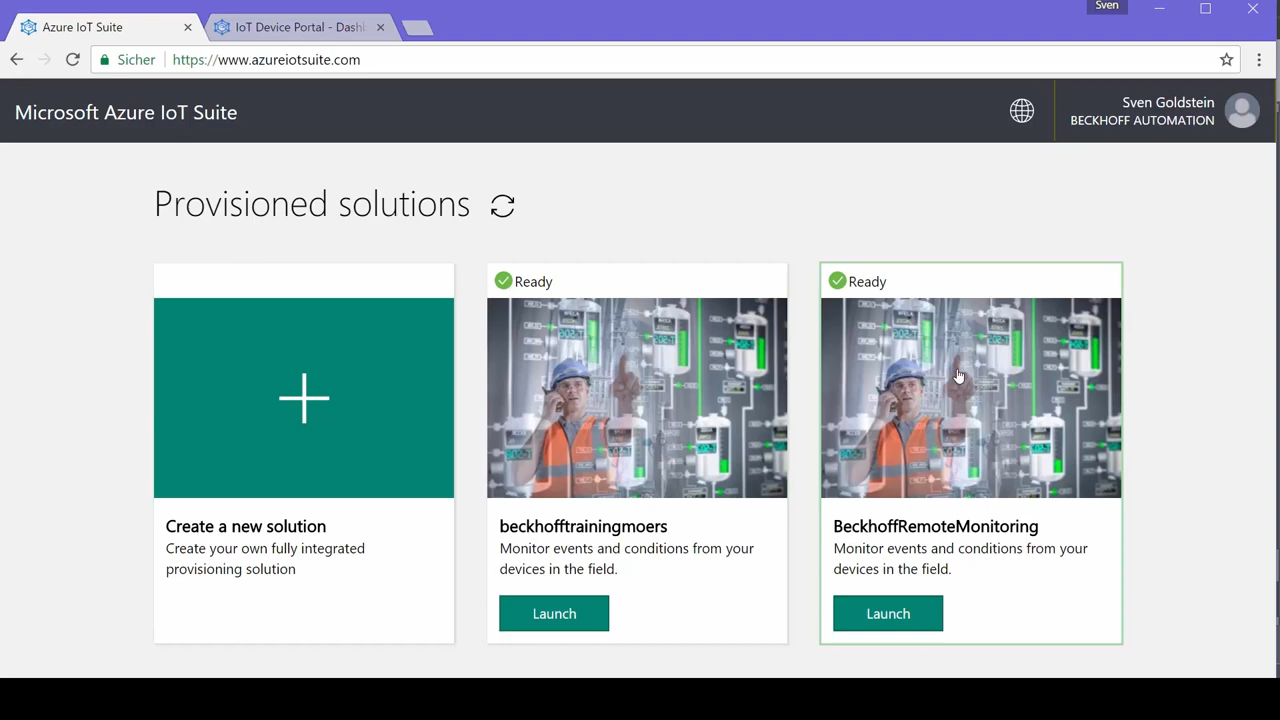 Sven
Azure IoT Suite
IoT Device Portal - Dash
Sicher
https://www.azureiotsuite.com
Microsoft Azure IoT Suite
Sven Goldstein
BECKHOFF AUTOMATION
Provisioned solutions
Ready
Ready
Create a new solution
Create your own fully integrated
provisioning solution
beckhofftrainingmoers
Monitor events and conditions from your
devices in the field.
Launch
BeckhoffRemoteMonitoring
Monitor events and conditions from your
devices in the field.
Launch